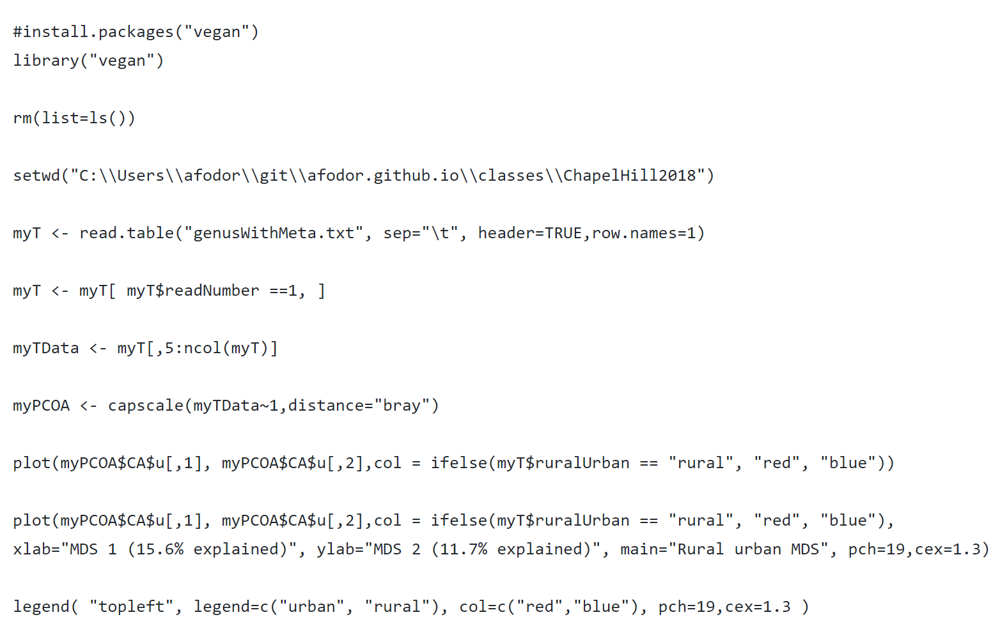 #install.packages("vegan")
library("vegan")
rm(list=ls())
setwd("C:\\Users\\afodor\\git\\afodor.github.io\\classes\\ChapelHill2018")
myT <- read.table("genusWithMeta.txt", sep="\t", header=TRUE,row.names=1)
myT <- myT[ myT$readNumber ==1, ]
myTData <- myT[,5:ncol(myT)]
myPCOA <- capscale(myTData~1,distance="bray")
plot(myPCOA$CA$u[,1], myPCOA$CA$u[,2],col = ifelse(myT$ruralUrban == "rural", "red", "blue"))
plot(myPCOA$CA$u[,1], myPCOA$CA$u[,2],col = ifelse(myT$ruralUrban == "rural", "red", "blue"),
xlab="MDS 1 (15.6% explained)", ylab="MDS 2 (11.7% explained)", main="Rural urban MDS", pch=19,cex=1.3)
legend( "topleft", legend=c("urban", "rural"), col=c("red","blue"), pch=19,cex=1.3 )